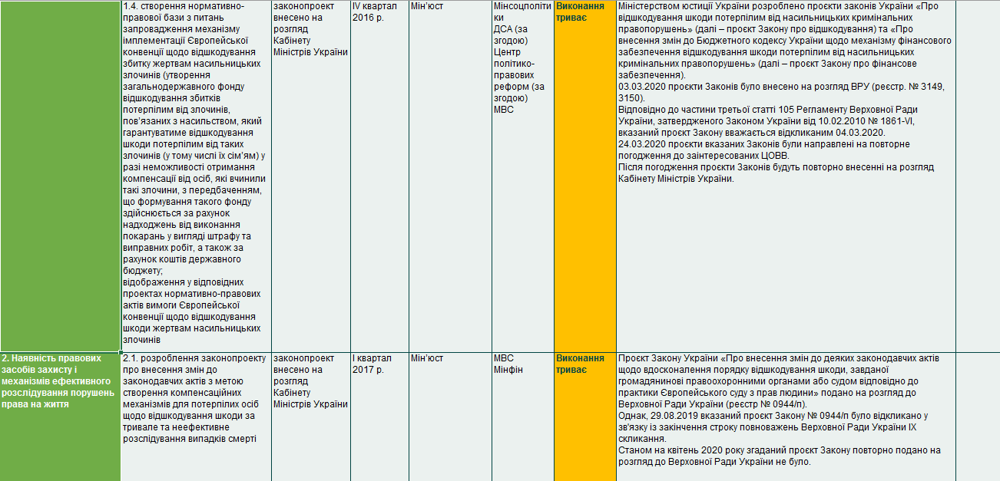 1.4. створення нормативно-
правової бази з питань
запровадження механізму
імплементації Європейської
конвенції щодо відшкодування
збитку жертвам насильницьких
злочинів (утворення
загальнодержавного фонду
відшкодування збитків
потерпілим від злочинів,
пов’язаних з насильством, який
гарантуватиме відшкодування
шкоди потерпілим від таких
злочинів (у тому числі їх сім’ям) у
разі неможливості отримання
компенсації від осіб, які вчинили
такі злочини, з передбаченням,
що формування такого фонду
здійснюється за рахунок
надходжень від виконання
покарань у вигляді штрафу та
виправних робіт, а також за
рахунок коштів державного
бюджету;
відображення у відповідних
проектах нормативно-правових
актів вимоги Європейської
конвенції щодо відшкодування
шкоди жертвам насильницьких
злочинів
законопроект
внесено на
розгляд
Кабінету
Міністрів України
IV квартал
2016 р.
Мін’юст
Мінсоцполіти
ки
ДСА (за
згодою)
Центр
політико-
правових
реформ (за
згодою)
МВС
Виконання
триває
Міністерством юстиції України розроблено проєкти законів України «Про
відшкодування шкоди потерпілим від насильницьких кримінальних
правопорушень» (далі – проєкт Закону про відшкодування) та «Про
внесення змін до Бюджетного кодексу України щодо механізму фінансового
забезпечення відшкодування шкоди потерпілим від насильницьких
кримінальних правопорушень» (далі – проєкт Закону про фінансове
забезпечення).
03.03.2020 проєкти Законів було внесено на розгляд ВРУ (реєстр. № 3149,
3150).
Відповідно до частини третьої статті 105 Регламенту Верховної Ради
України, затвердженого Законом України від 10.02.2010 № 1861-VI,
вказаний проєкт Закону вважається відкликаним 04.03.2020.
24.03.2020 проєкти вказаних Законів були направлені на повторне
погодження до заінтересованих ЦОВВ.
Після погодження проєкти Законів будуть повторно внесенні на розгляд
Кабінету Міністрів України.
2. Наявність правових
засобів захисту і
механізмів ефективного
розслідування порушень
права на життя
2.1. розроблення законопроекту
про внесення змін до
законодавчих актів з метою
створення компенсаційних
механізмів для потерпілих осіб
щодо відшкодування шкоди за
тривале та неефективне
розслідування випадків смерті
законопроект
внесено на
розгляд
Кабінету
Міністрів України
I квартал
2017 р.
Мін’юст
МВС
Мінфін
Виконання
триває
Проєкт Закону України «Про внесення змін до деяких законодавчих актів
щодо вдосконалення порядку відшкодування шкоди, завданої
громадянинові правоохоронними органами або судом відповідно до
практики Європейського суду з прав людини» подано на розгляд до
Верховної Ради України (реєстр № 0944/п).
Однак, 29.08.2019 вказаний проєкт Закону № 0944/п було відкликано у
зв'язку із закінчення строку повноважень Верховної Ради України IX
скликання.
Станом на квітень 2020 року згаданий проєкт Закону повторно подано на
розгляд до Верховної Ради України не було.